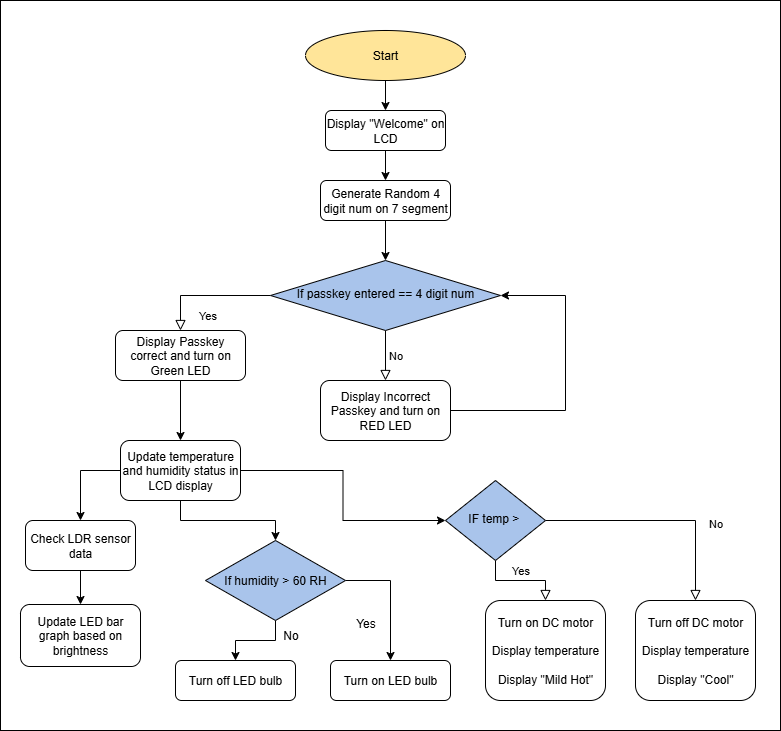 Start
Display "Welcome" on
LCD
Generate Random 4
digit num on 7 segment
If passkey entered == 4 digit num
Yes
No
Display Passkey
correct and turn on
Green LED
Display Incorrect
Passkey and turn on
RED LED
Update temperature
and humidity status in
LCD display
IF temp >
No
Check LDR sensor
data
If humidity > 60 RH
Yes
Update LED bar
graph based on
brightness
No
Yes
Turn off LED bulb
Turn on LED bulb
Turn on DC motor
Display temperature
Display "Mild Hot"
Turn off DC motor
Display temperature
Display "Cool"